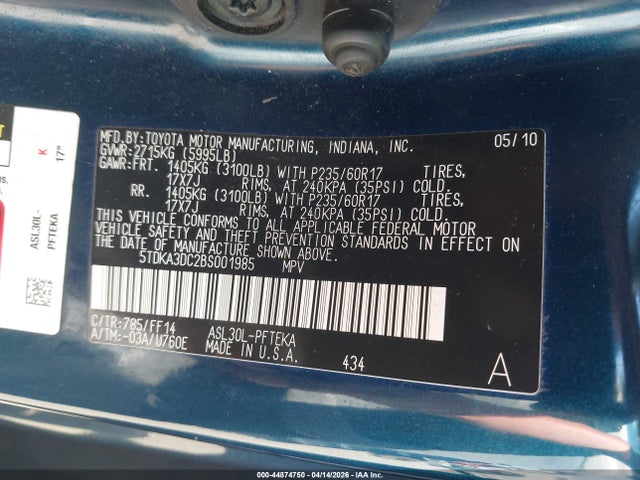 MFD.BY:TOYOTA MOTOR MANUFACTURING, INDIANA, INC. 05/10
GVWR:2715KG (5995LB)
GAWR:FRT. 1405KG (3100LB) WITH P235/60R17 TIRES,
17X7J RIMS, AT 240KPA (35PSI) COLD.
RR. 1405KG (3100LB) WITH P235/60R17 TIRES,
17X7J RIMS, AT 240KPA (35PSI) COLD.
THIS VEHICLE CONFORMS TO ALL APPLICABLE FEDERAL MOTOR
VEHICLE SAFETY AND THEFT PREVENTION STANDARDS IN EFFECT ON
THE DATE OF MANUFACTURE SHOWN ABOVE.
5TDKA3DC2BS001985 MPV
C/TR:785/FF14 ASL30L-PFTEKA
A/TM:-03A/U760E MADE IN U.S.A. 434 A
K 17"
ASL30L-
PFTEKA
000-44874750 - 04/14/2026 - IAAI.COM